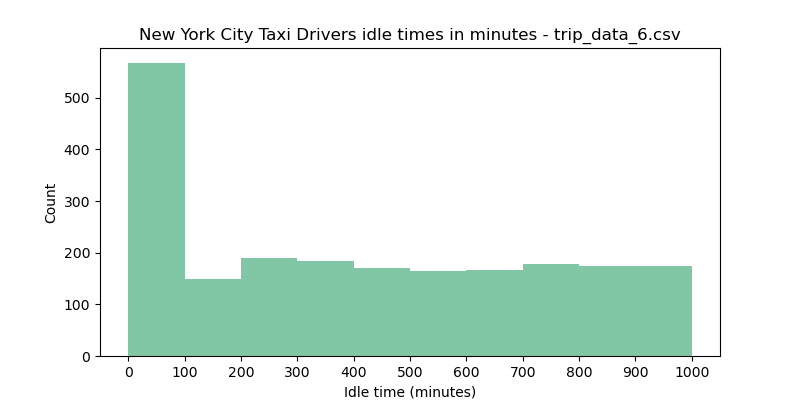 New York City Taxi Drivers idle times in minutes - trip_data_6.csv
500
400
300
200
100
0
Count
0 100 200 300 400 500 600 700 800 900 1000
Idle time (minutes)